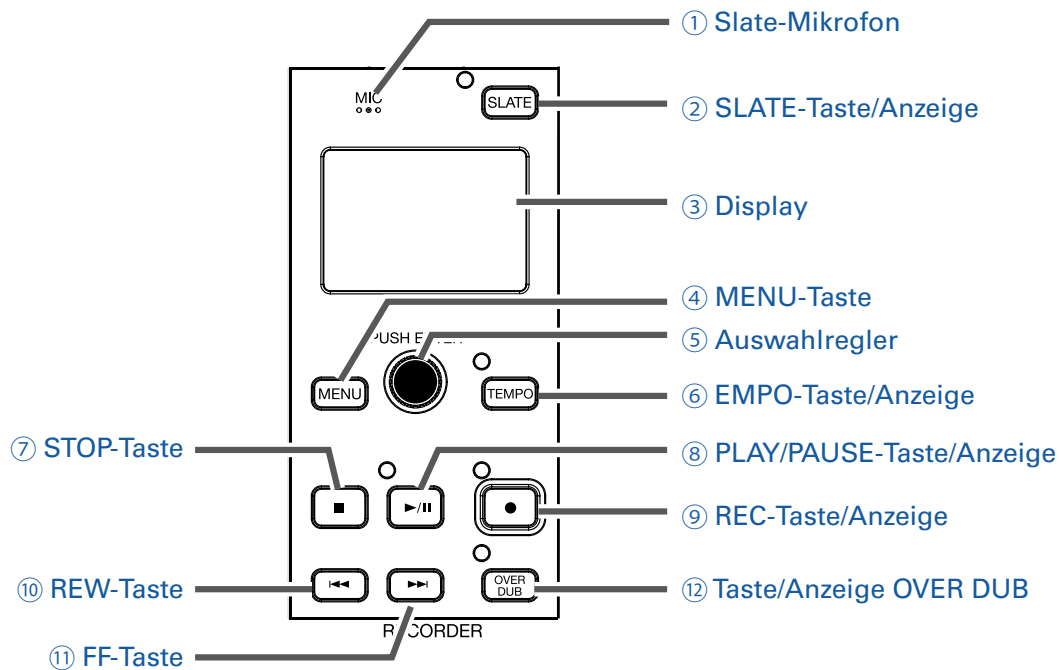 ① Slate-Mikrofon
MIC
SLATE
② SLATE-Taste/Anzeige
③ Display
④ MENU-Taste
PUSH ENTER
⑤ Auswahlregler
MENU
TEMPO
⑥ EMPO-Taste/Anzeige
⑦ STOP-Taste
⑧ PLAY/PAUSE-Taste/Anzeige
⑨ REC-Taste/Anzeige
⑩ REW-Taste
OVER
DUB
⑫ Taste/Anzeige OVER DUB
RECORDER
⑪ FF-Taste